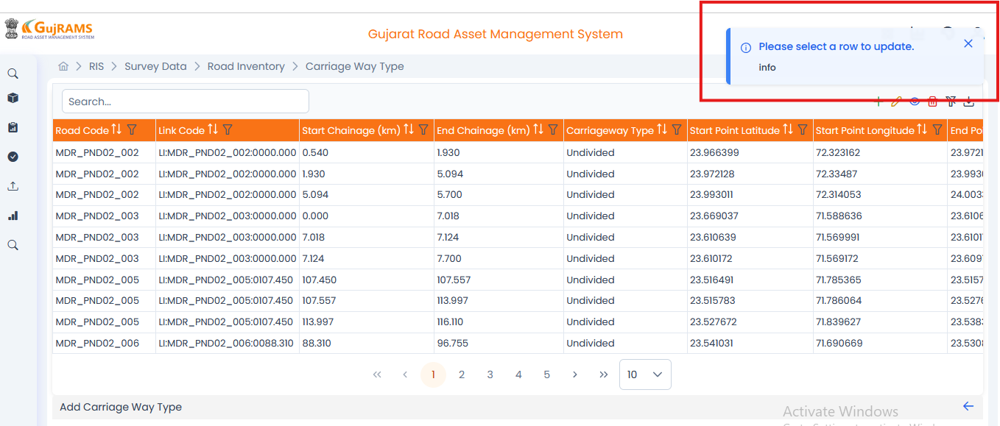 GujRAMS
ROAD ASSET MANAGEMENT SYSTEM
Gujarat Road Asset Management System
Please select a row to update.
info
RIS > Survey Data > Road Inventory > Carriage Way Type
Search...
Road Code Link Code Start Chainage (km) End Chainage (km) Carriageway Type Start Point Latitude Start Point Longitude End Po
MDR_PND02_002 LI:MDR_PND02_002:0000.000 0.540 1.930 Undivided 23.966399 72.323162 23.9721
MDR_PND02_002 LI:MDR_PND02_002:0000.000 1.930 5.094 Undivided 23.972128 72.33487 23.9930
MDR_PND02_002 LI:MDR_PND02_002:0000.000 5.094 5.700 Undivided 23.993011 72.314053 24.0033
MDR_PND02_003 LI:MDR_PND02_003:0000.000 0.000 7.018 Undivided 23.669037 71.588636 23.6106
MDR_PND02_003 LI:MDR_PND02_003:0000.000 7.018 7.124 Undivided 23.610639 71.569991 23.6101
MDR_PND02_003 LI:MDR_PND02_003:0000.000 7.124 7.700 Undivided 23.610172 71.569172 23.609
MDR_PND02_005 LI:MDR_PND02_005:0107.450 107.450 107.557 Undivided 23.516491 71.785365 23.5157
MDR_PND02_005 LI:MDR_PND02_005:0107.450 107.557 113.997 Undivided 23.515783 71.786064 23.527
MDR_PND02_005 LI:MDR_PND02_005:0107.450 113.997 116.110 Undivided 23.527672 71.839627 23.538
MDR_PND02_006 LI:MDR_PND02_006:0088.310 88.310 96.755 Undivided 23.541031 71.690669 23.530
« ‹ 1 2 3 4 5 › » 10
Add Carriage Way Type
Activate Windows